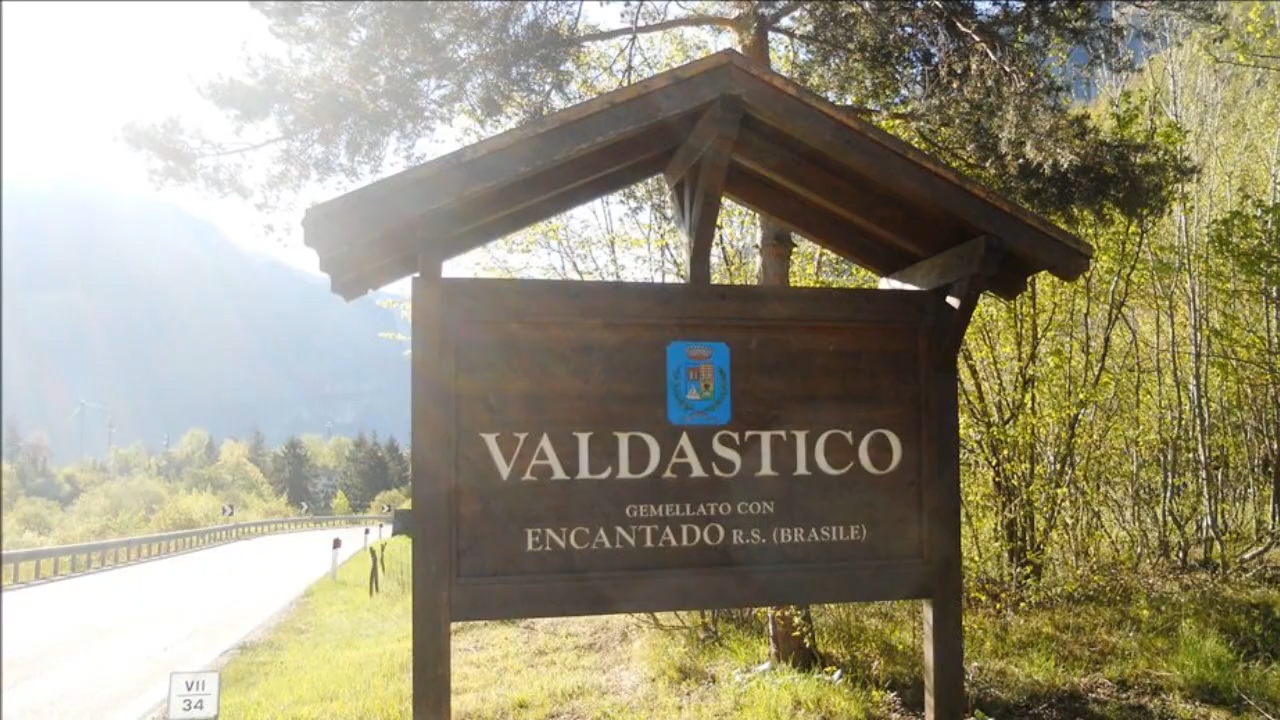 VALDASTICO
GEMELLATO CON
ENCANTADO R.S. (BRASILE)
VII
34